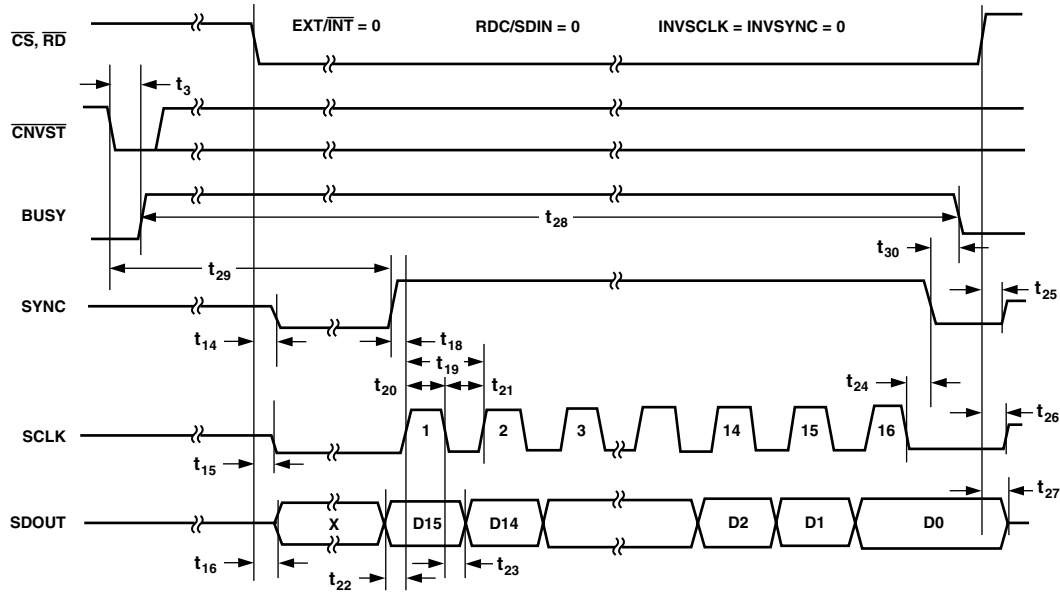 EXT/INT = 0 RDC/SDIN = 0 INVSCLK = INVSYNC = 0
CS, RD
t3
CNVST
BUSY
t28
t30
t29
t25
SYNC
t14
t18
t19
t20
t21
t24
t26
SCLK
1 2 3 14 15 16
t15
t27
SDOUT
X D15 D14 D2 D1 D0
t16
t22
t23